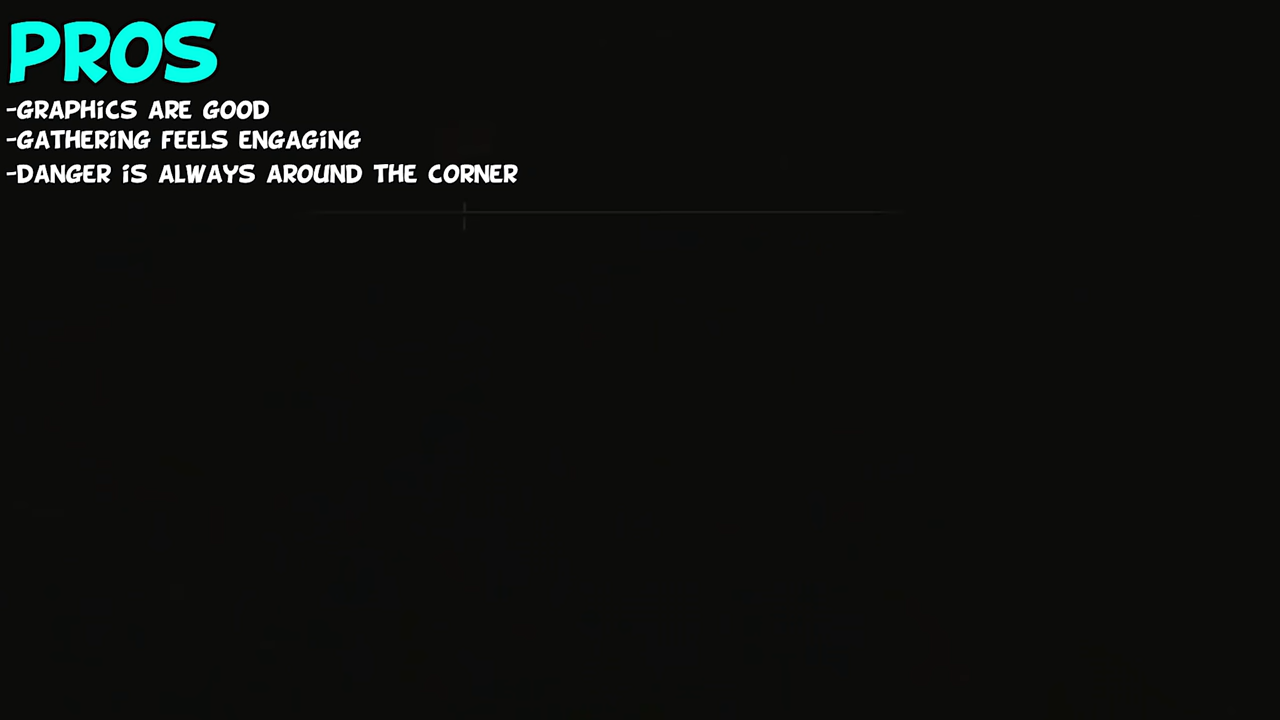 PROS
-GRAPHICS ARE GOOD
-GATHERING FEELS ENGAGING
-DANGER IS ALWAYS AROUND THE CORNER